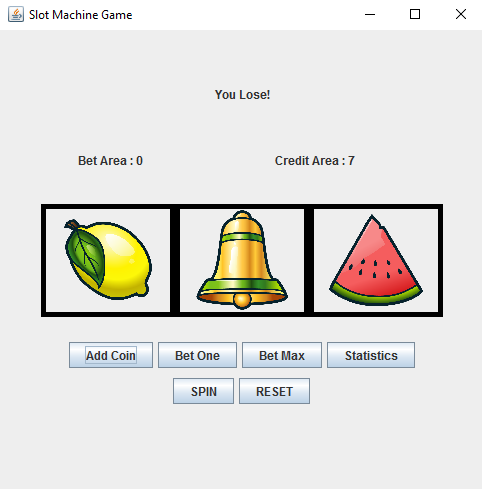 Slot Machine Game
You Lose!
Bet Area : 0 Credit Area : 7
Add Coin Bet One Bet Max Statistics
SPIN RESET